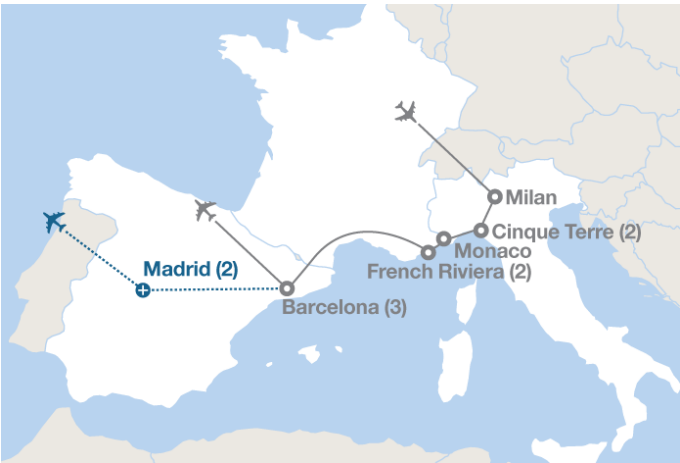 Milan
Cinque Terre (2)
Monaco
French Riviera (2)
Madrid (2)
Barcelona (3)